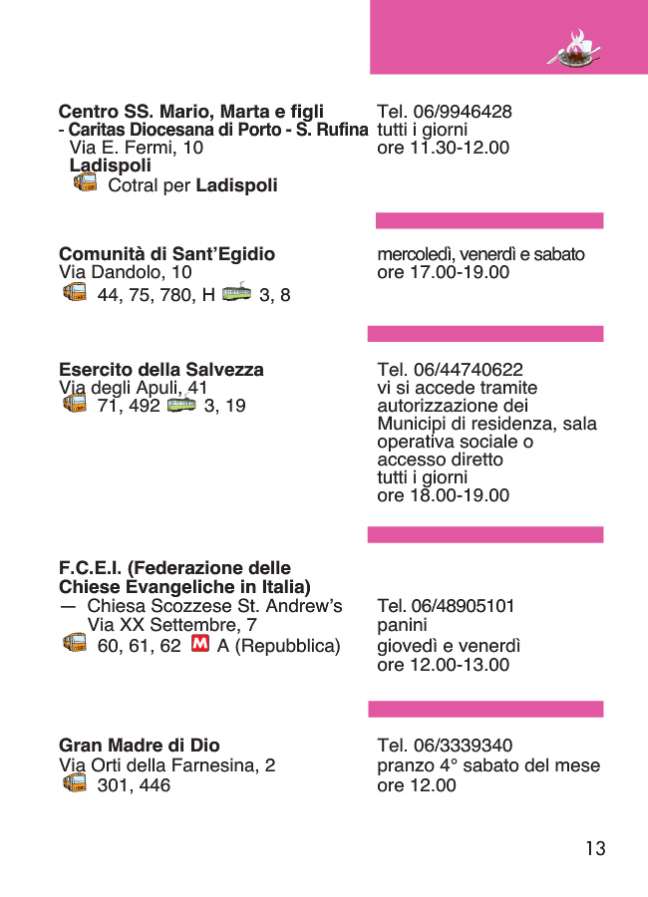 Centro SS. Mario, Marta e figli
- Caritas Diocesana di Porto - S. Rufina
Via E. Fermi, 10
Ladispoli
Cotral per Ladispoli
Tel. 06/9946428
tutti i giorni
ore 11.30-12.00
Comunità di Sant'Egidio
Via Dandolo, 10
44, 75, 780, H 3, 8
mercoledì, venerdì e sabato
ore 17.00-19.00
Esercito della Salvezza
Via degli Apuli, 41
71, 492 3, 19
Tel. 06/44740622
vi si accede tramite
autorizzazione dei
Municipi di residenza, sala
operativa sociale o
accesso diretto
tutti i giorni
ore 18.00-19.00
F.C.E.I. (Federazione delle
Chiese Evangeliche in Italia)
— Chiesa Scozzese St. Andrew's
Via XX Settembre, 7
60, 61, 62 M A (Repubblica)
Tel. 06/48905101
panini
giovedì e venerdì
ore 12.00-13.00
Gran Madre di Dio
Via Orti della Farnesina, 2
301, 446
Tel. 06/3339340
pranzo 4° sabato del mese
ore 12.00
13